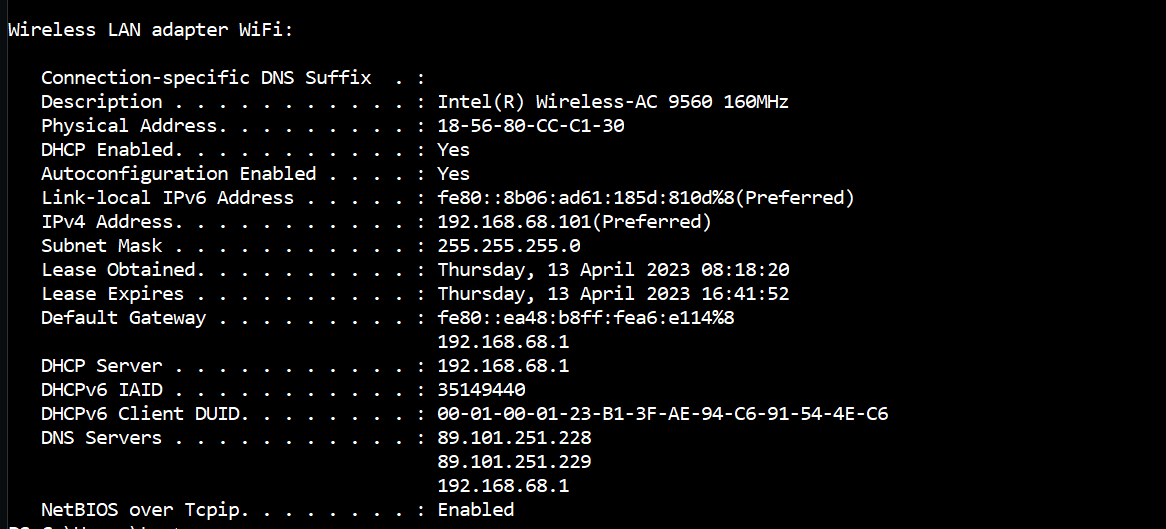 Wireless LAN adapter WiFi:
Connection-specific DNS Suffix  . :
Description . . . . . . . . . . . : Intel(R) Wireless-AC 9560 160MHz
Physical Address. . . . . . . . . : 18-56-80-CC-C1-30
DHCP Enabled. . . . . . . . . . . : Yes
Autoconfiguration Enabled . . . . : Yes
Link-local IPv6 Address . . . . . : fe80::8b06:ad61:185d:810d%8(Preferred)
IPv4 Address. . . . . . . . . . . : 192.168.68.101(Preferred)
Subnet Mask . . . . . . . . . . . : 255.255.255.0
Lease Obtained. . . . . . . . . . : Thursday, 13 April 2023 08:18:20
Lease Expires . . . . . . . . . . : Thursday, 13 April 2023 16:41:52
Default Gateway . . . . . . . . . : fe80::ea48:b8ff:fea6:e114%8
192.168.68.1
DHCP Server . . . . . . . . . . . : 192.168.68.1
DHCPv6 IAID . . . . . . . . . . . : 35149440
DHCPv6 Client DUID. . . . . . . . : 00-01-00-01-23-B1-3F-AE-94-C6-91-54-4E-C6
DNS Servers . . . . . . . . . . . : 89.101.251.228
89.101.251.229
192.168.68.1
NetBIOS over Tcpip. . . . . . . . : Enabled